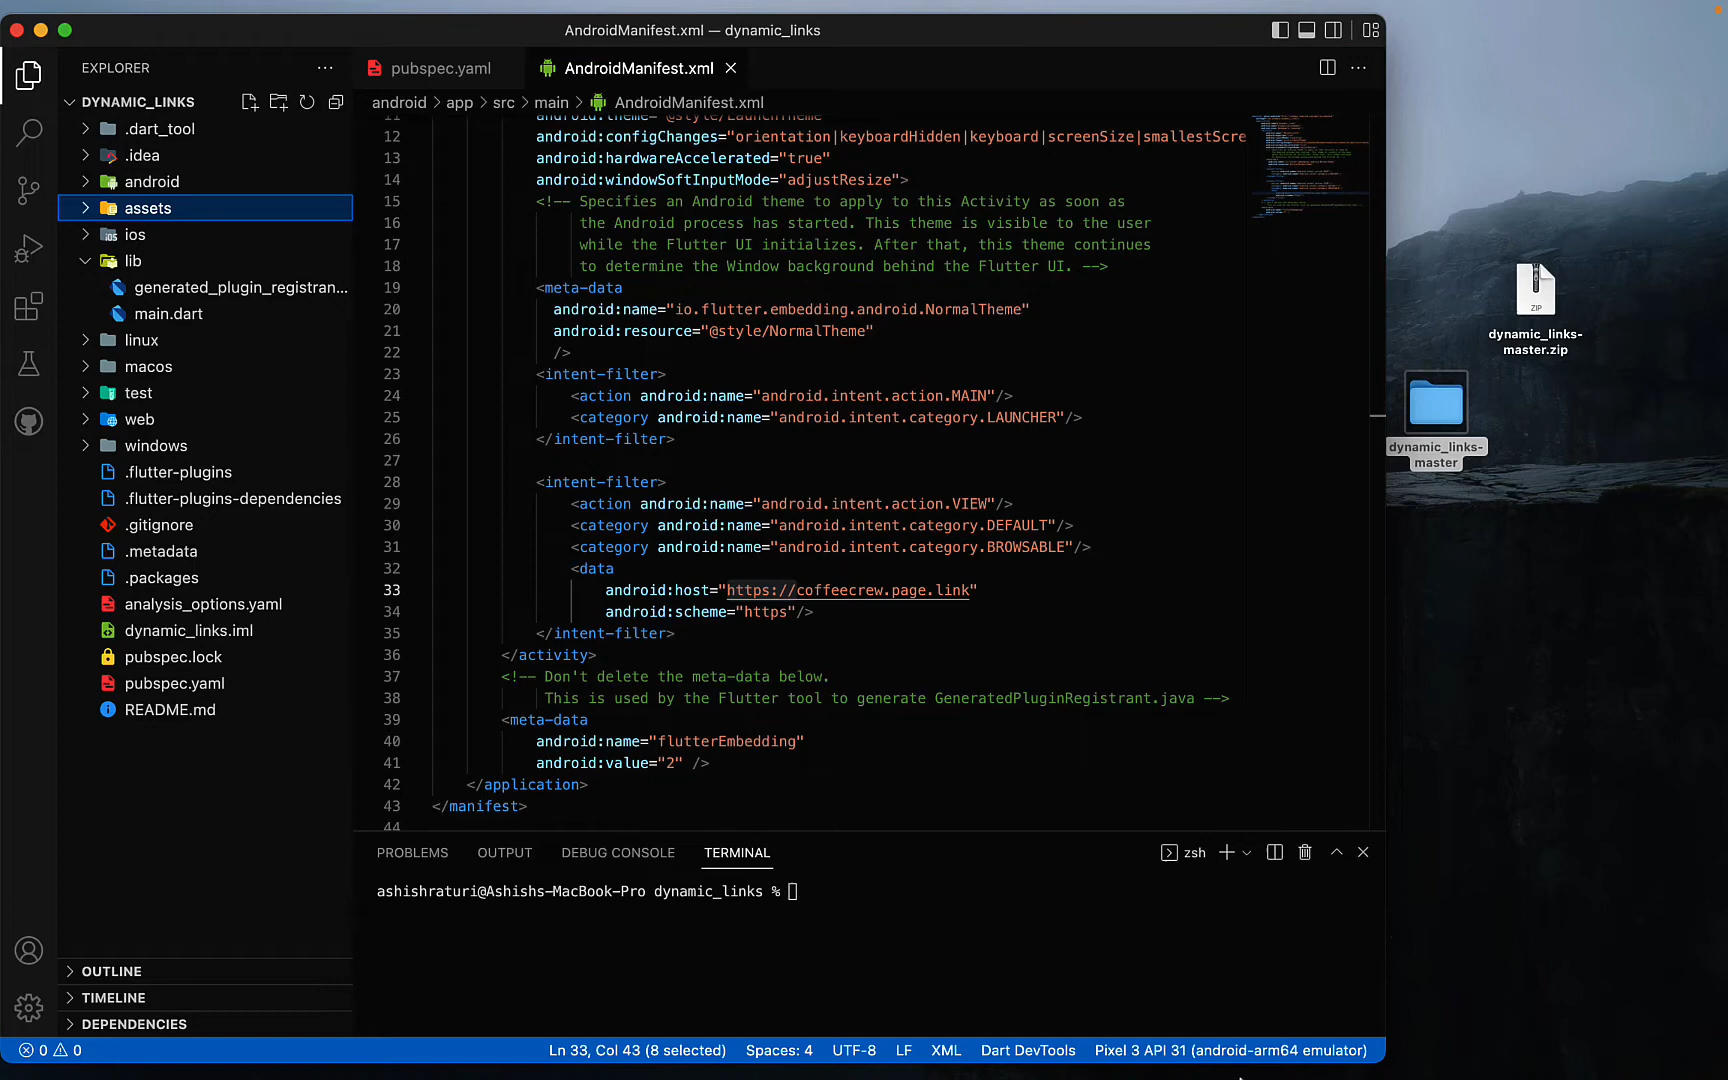 AndroidManifest.xml — dynamic_links
EXPLORER
DYNAMIC_LINKS
.dart_tool
.idea
android
assets
ios
lib
generated_plugin_registran...
main.dart
linux
macos
test
web
windows
.flutter-plugins
.flutter-plugins-dependencies
.gitignore
.metadata
.packages
analysis_options.yaml
dynamic_links.iml
pubspec.lock
pubspec.yaml
README.md
OUTLINE
TIMELINE
DEPENDENCIES
pubspec.yaml
AndroidManifest.xml
android > app > src > main > AndroidManifest.xml
11 android:theme="@style/LaunchTheme"
12 android:configChanges="orientation|keyboardHidden|keyboard|screenSize|smallestScre
13 android:hardwareAccelerated="true"
14 android:windowSoftInputMode="adjustResize">
15 <!-- Specifies an Android theme to apply to this Activity as soon as
16 the Android process has started. This theme is visible to the user
17 while the Flutter UI initializes. After that, this theme continues
18 to determine the Window background behind the Flutter UI. -->
19 <meta-data
20 android:name="io.flutter.embedding.android.NormalTheme"
21 android:resource="@style/NormalTheme"
22 />
23 <intent-filter>
24 <action android:name="android.intent.action.MAIN"/>
25 <category android:name="android.intent.category.LAUNCHER"/>
26 </intent-filter>
27
28 <intent-filter>
29 <action android:name="android.intent.action.VIEW"/>
30 <category android:name="android.intent.category.DEFAULT"/>
31 <category android:name="android.intent.category.BROWSABLE"/>
32 <data
33 android:host="https://coffeecrew.page.link"
34 android:scheme="https"/>
35 </intent-filter>
36 </activity>
37 <!-- Don't delete the meta-data below.
38 This is used by the Flutter tool to generate GeneratedPluginRegistrant.java -->
39 <meta-data
40 android:name="flutterEmbedding"
41 android:value="2" />
42 </application>
43 </manifest>
44
PROBLEMS OUTPUT DEBUG CONSOLE TERMINAL
zsh
ashishraturi@Ashishs-MacBook-Pro dynamic_links %
0 0
Ln 33, Col 43 (8 selected) Spaces: 4 UTF-8 LF XML Dart DevTools Pixel 3 API 31 (android-arm64 emulator)
ZIP
dynamic_links-
master.zip
dynamic_links-
master